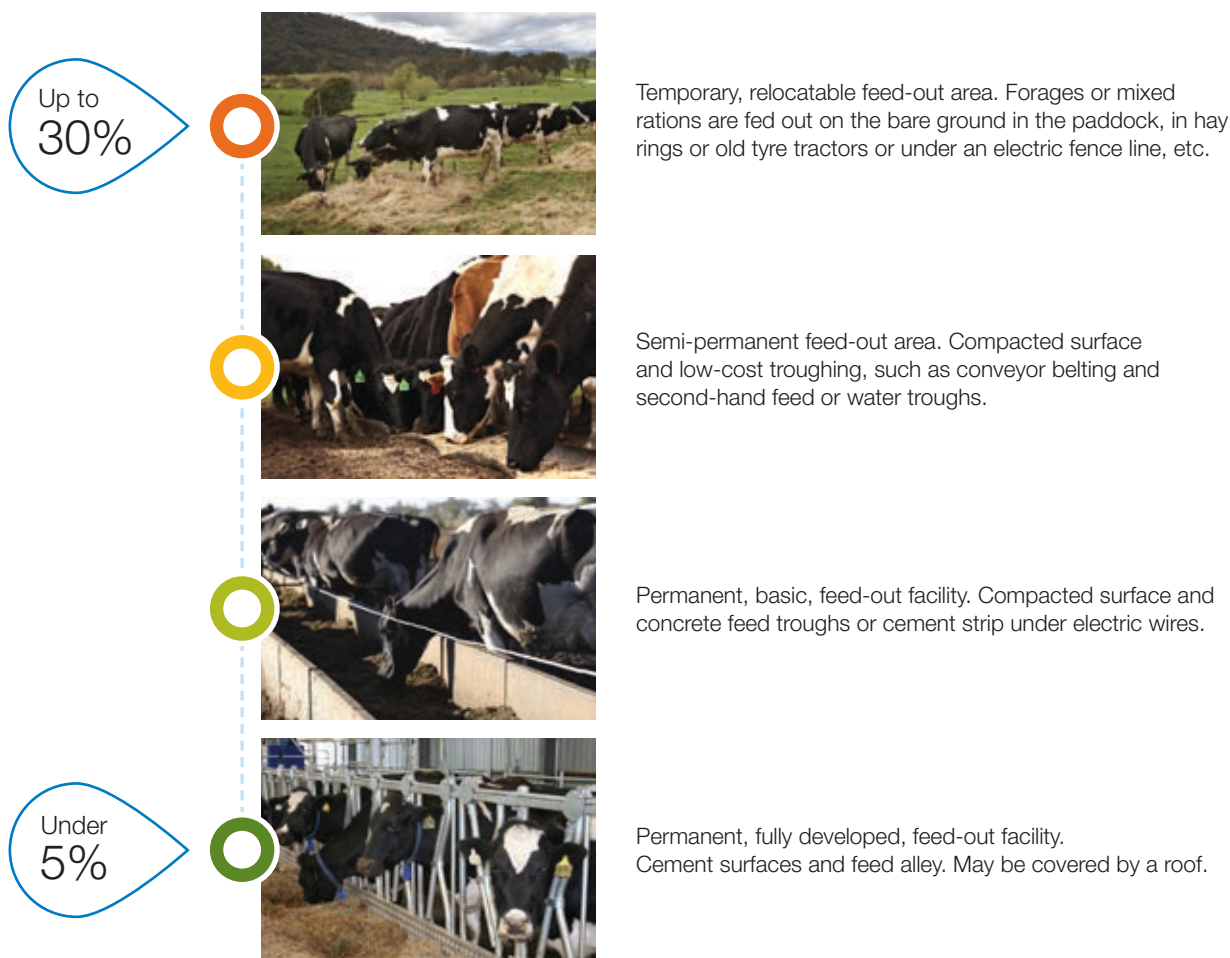 Up to
30%
Temporary, relocatable feed-out area. Forages or mixed
rations are fed out on the bare ground in the paddock, in hay
rings or old tyre tractors or under an electric fence line, etc.
Semi-permanent feed-out area. Compacted surface
and low-cost troughing, such as conveyor belting and
second-hand feed or water troughs.
Permanent, basic, feed-out facility. Compacted surface and
concrete feed troughs or cement strip under electric wires.
Under
5%
Permanent, fully developed, feed-out facility.
Cement surfaces and feed alley. May be covered by a roof.